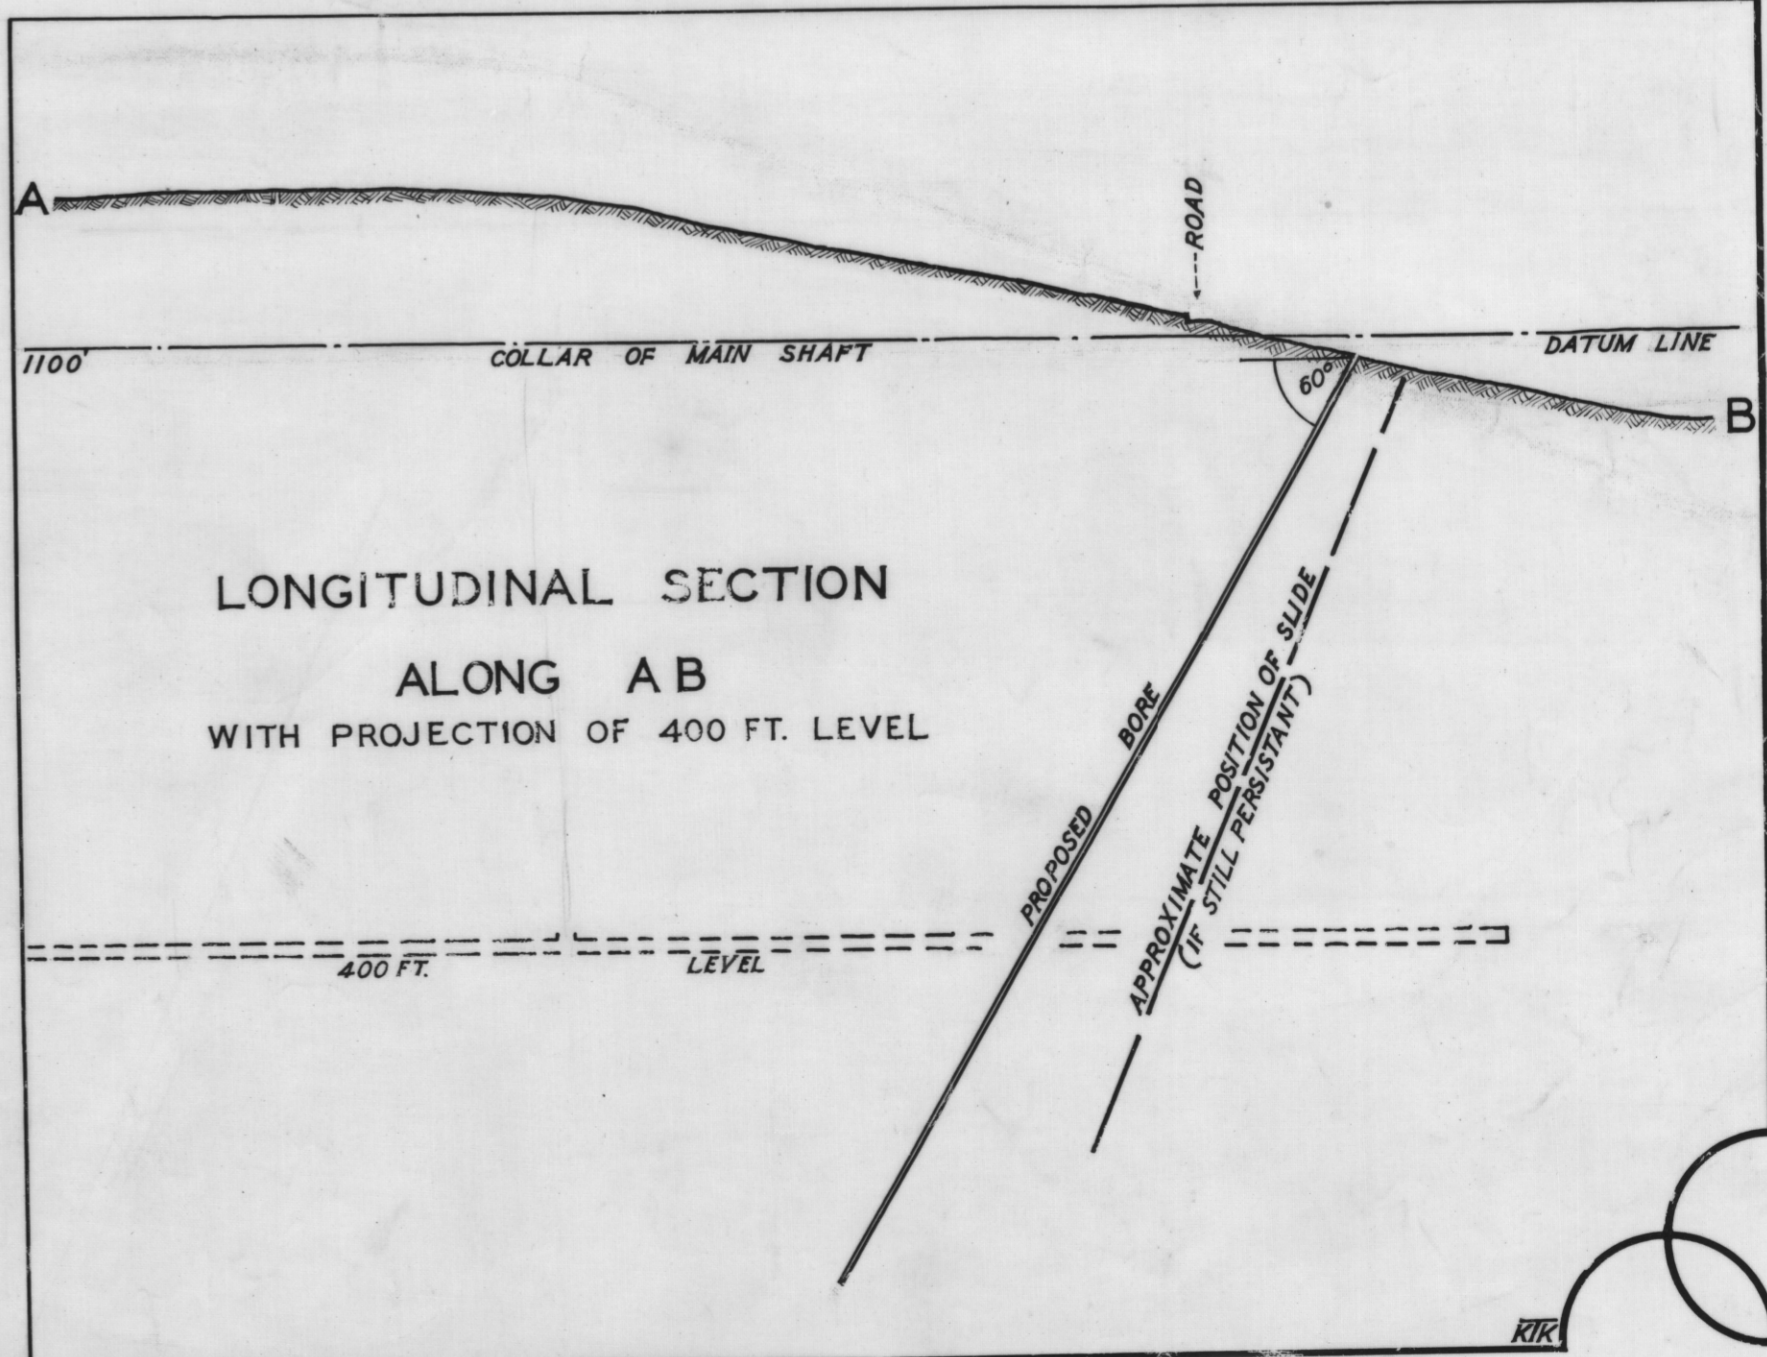 A
ROAD
1100'
COLLAR OF MAIN SHAFT
DATUM LINE
60°
B
LONGITUDINAL SECTION
ALONG AB
WITH PROJECTION OF 400 FT. LEVEL
PROPOSED BORE
APPROXIMATE POSITION OF SLIDE
(IF STILL PERSISTANT)
400 FT. LEVEL
KTK